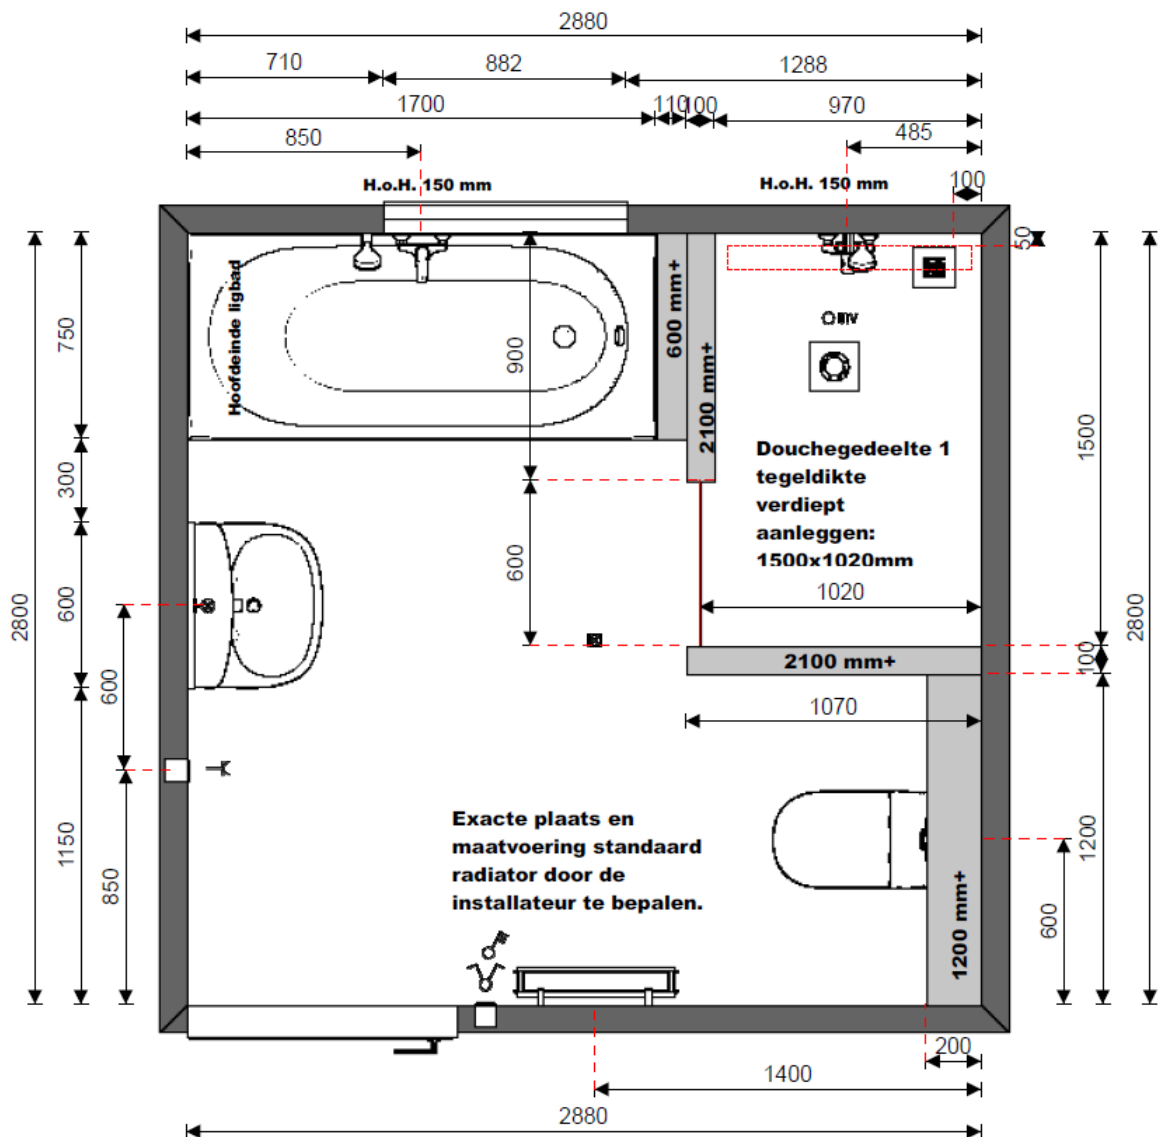 2880
710
882
1288
1700
110
100
970
850
485
100
H.o.H. 150 mm
H.o.H. 150 mm
50
Hoofdeinde ligbad
600 mm+
2100 mm+
MV
750
900
300
600
600
2800
600
1150
850
Douchegedeelte 1
tegeldikte
verdiept
aanleggen:
1500x1020mm
1020
2100 mm+
1070
1500
100
1200
2800
600
Exacte plaats en
maatvoering standaard
radiator door de
installateur te bepalen.
1200 mm+
200
1400
2880